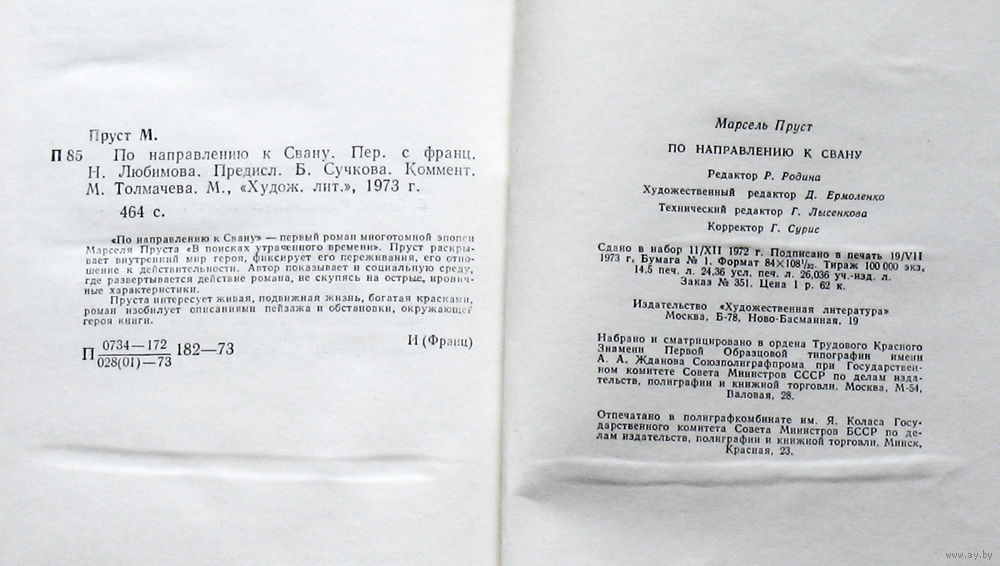 Пруст М.
П 85 По направлению к Свану. Пер. с франц.
Н. Любимова. Предисл. Б. Сучкова. Коммент.
М. Толмачева. М., «Худож. лит.», 1973 г.
464 с.
«По направлению к Свану» — первый роман многотомной эпопеи
Марселя Пруста «В поисках утраченного времени». Пруст раскры-
вает внутренний мир героя, фиксирует его переживания, его отно-
шение к действительности. Автор показывает и социальную среду,
где развертывается действие романа, не скупясь на острые, иронич-
ные характеристики.
Пруста интересует живая, подвижная жизнь, богатая красками,
роман изобилует описаниями пейзажа и обстановки, окружающей
героя книги.
П 0734—172 182—73
028(01)—73
И (Франц)
Марсель Пруст
ПО НАПРАВЛЕНИЮ К СВАНУ
Редактор Р. Родина
Художественный редактор Д. Ермоленко
Технический редактор Г. Лысенкова
Корректор Г. Сурис
Сдано в набор 11/XII 1972 г. Подписано в печать 19/VII
1973 г. Бумага № 1. Формат 84×108¹/₃₂. Тираж 100 000 экз.
14,5 печ. л. 24,36 усл. печ. л. 26,036 уч.-изд. л.
Заказ № 351. Цена 1 р. 62 к.
Издательство «Художественная литература»
Москва, Б-78, Ново-Басманная, 19
Набрано и сматрицировано в ордена Трудового Красного
Знамени Первой Образцовой типографии имени
А. А. Жданова Союзполиграфпрома при Государствен-
ном комитете Совета Министров СССР по делам изда-
тельств, полиграфии и книжной торговли. Москва, М-54,
Валовая, 28.
Отпечатано в полиграфкомбинате им. Я. Коласа Госу-
дарственного комитета Совета Министров БССР по де-
лам издательств, полиграфии и книжной торговли. Минск,
Красная, 23.
www.ay.by